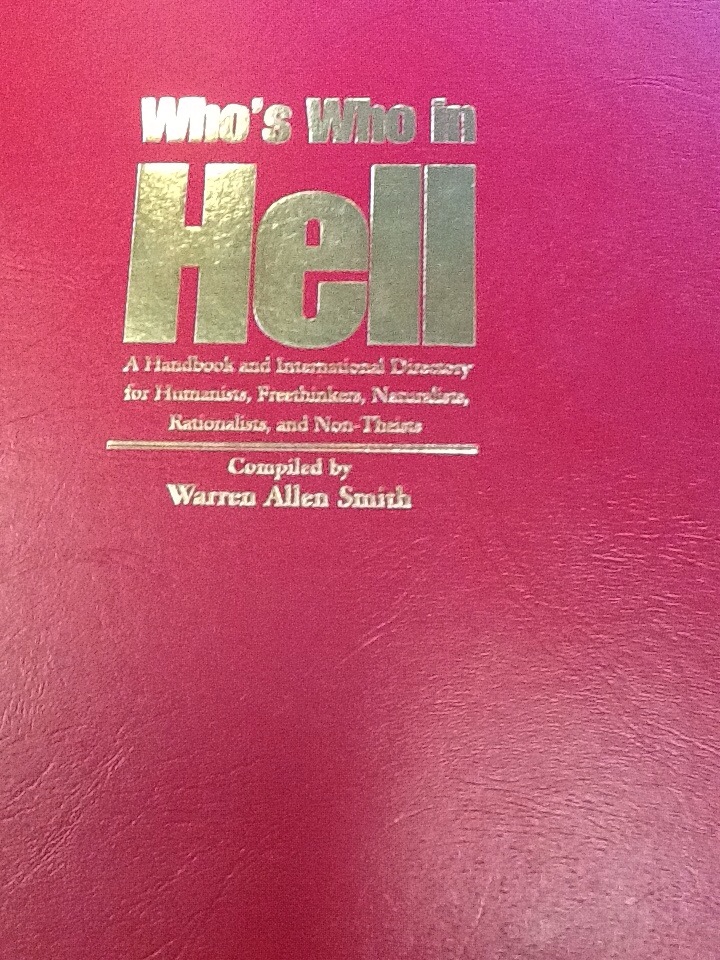 Who's Who in
Hell
A Handbook and International Directory
for Humanists, Freethinkers, Naturalists,
Rationalists, and Non-Theists
Compiled by
Warren Allen Smith